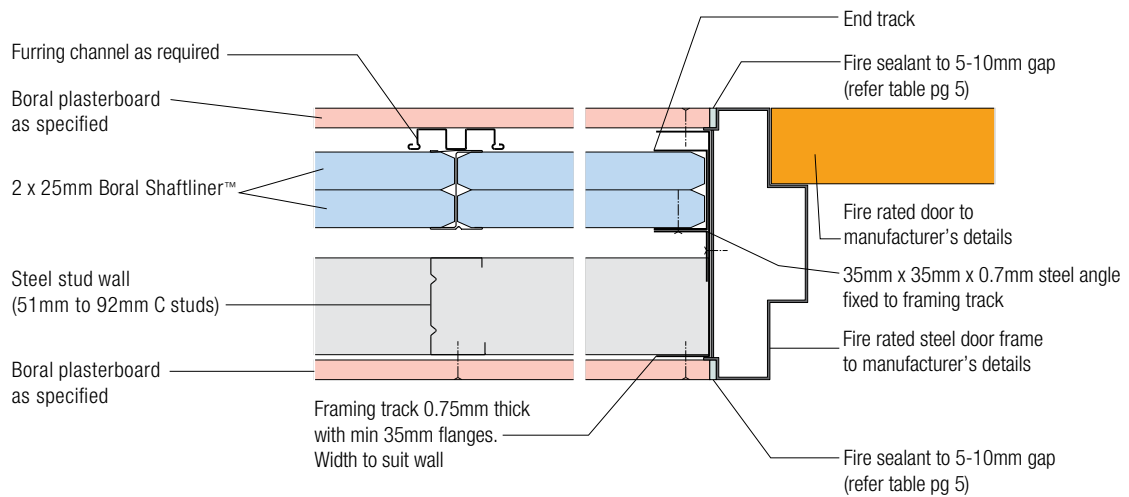 Furring channel as required
Boral plasterboard
as specified
2 x 25mm Boral Shaftliner™
Steel stud wall
(51mm to 92mm C studs)
Boral plasterboard
as specified
Framing track 0.75mm thick
with min 35mm flanges.
Width to suit wall
End track
Fire sealant to 5-10mm gap
(refer table pg 5)
Fire rated door to
manufacturer's details
35mm x 35mm x 0.7mm steel angle
fixed to framing track
Fire rated steel door frame
to manufacturer's details
Fire sealant to 5-10mm gap
(refer table pg 5)